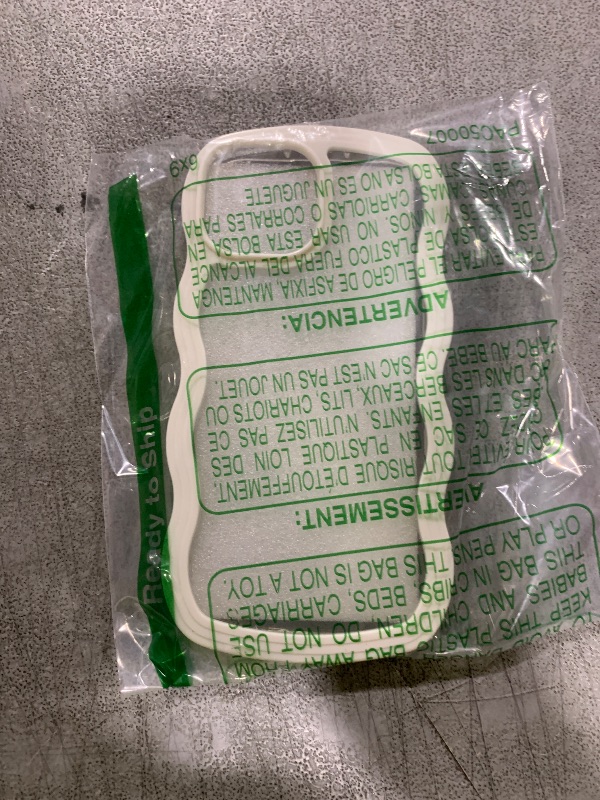 Ready to Ship
KEEP THIS PLASTIC BAG AWAY FROM
BABIES AND CHILDREN. DO NOT USE
THIS BAG IN CRIBS, BEDS, CARRIAGES
OR PLAY PENS. THIS BAG IS NOT A TOY.
AVERTISSEMENT:
POUR EVITER TOUT RISQUE D'ÉTOUFFEMENT,
CE SAC EN PLASTIQUE LOIN DES
BÉBÉS ET LES ENFANTS. N'UTILISEZ PAS CE
SAC DANS LES BERCEAUX, LITS, CHARIOTS OU
PARC AU BEBÉ. CE SAC N'EST PAS UN JOUET.
ADVERTENCIA:
PARA EVITAR EL PELIGRO DE ASFIXIA, MANTENGA
ESTA BOLSA DE PLASTICO FUERA DEL ALCANCE
DE BEBES Y NIÑOS. NO USAR ESTA BOLSA EN
CAMAS, CARRIOLAS O CORRALES PARA
BEBES. ESTA BOLSA NO ES UN JUGUETE
PACS0007
6x9